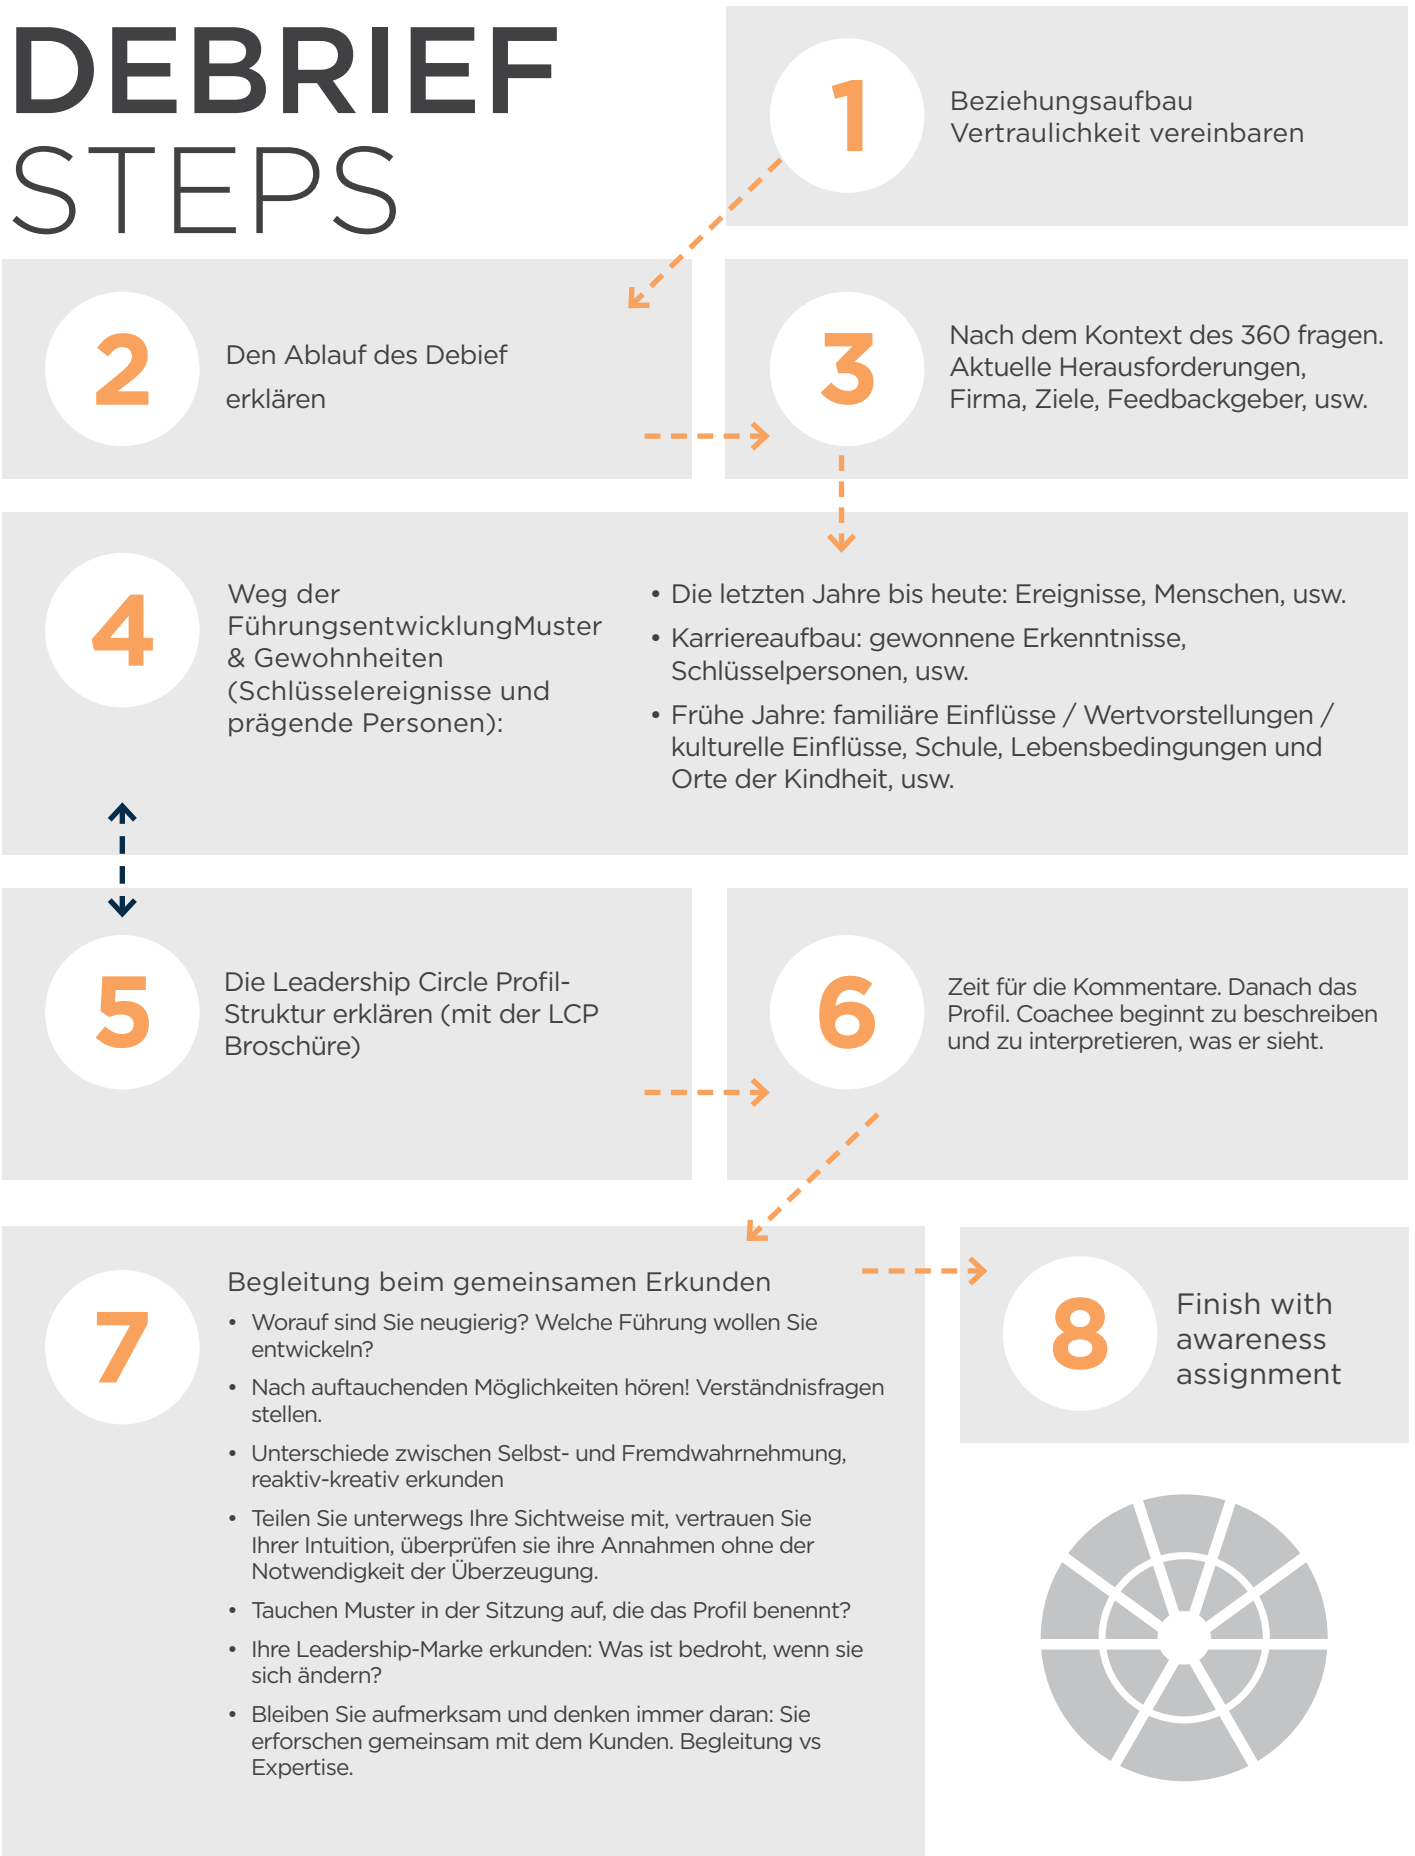 DEBRIEF
STEPS
1
Beziehungsaufbau
Vertraulichkeit vereinbaren
2
Den Ablauf des Debief
erklären
3
Nach dem Kontext des 360 fragen.
Aktuelle Herausforderungen,
Firma, Ziele, Feedbackgeber, usw.
4
Weg der
FührungsentwicklungMuster
& Gewohnheiten
(Schlüsselereignisse und
prägende Personen):
• Die letzten Jahre bis heute: Ereignisse, Menschen, usw.
• Karriereaufbau: gewonnene Erkenntnisse,
Schlüsselpersonen, usw.
• Frühe Jahre: familiäre Einflüsse / Wertvorstellungen /
kulturelle Einflüsse, Schule, Lebensbedingungen und
Orte der Kindheit, usw.
5
Die Leadership Circle Profil-
Struktur erklären (mit der LCP
Broschüre)
6
Zeit für die Kommentare. Danach das
Profil. Coachee beginnt zu beschreiben
und zu interpretieren, was er sieht.
7
Begleitung beim gemeinsamen Erkunden
• Worauf sind Sie neugierig? Welche Führung wollen Sie
entwickeln?
• Nach auftauchenden Möglichkeiten hören! Verständnisfragen
stellen.
• Unterschiede zwischen Selbst- und Fremdwahrnehmung,
reaktiv-kreativ erkunden
• Teilen Sie unterwegs Ihre Sichtweise mit, vertrauen Sie
Ihrer Intuition, überprüfen sie ihre Annahmen ohne der
Notwendigkeit der Überzeugung.
• Tauchen Muster in der Sitzung auf, die das Profil benennt?
• Ihre Leadership-Marke erkunden: Was ist bedroht, wenn sie
sich ändern?
• Bleiben Sie aufmerksam und denken immer daran: Sie
erforschen gemeinsam mit dem Kunden. Begleitung vs
Expertise.
8
Finish with
awareness
assignment